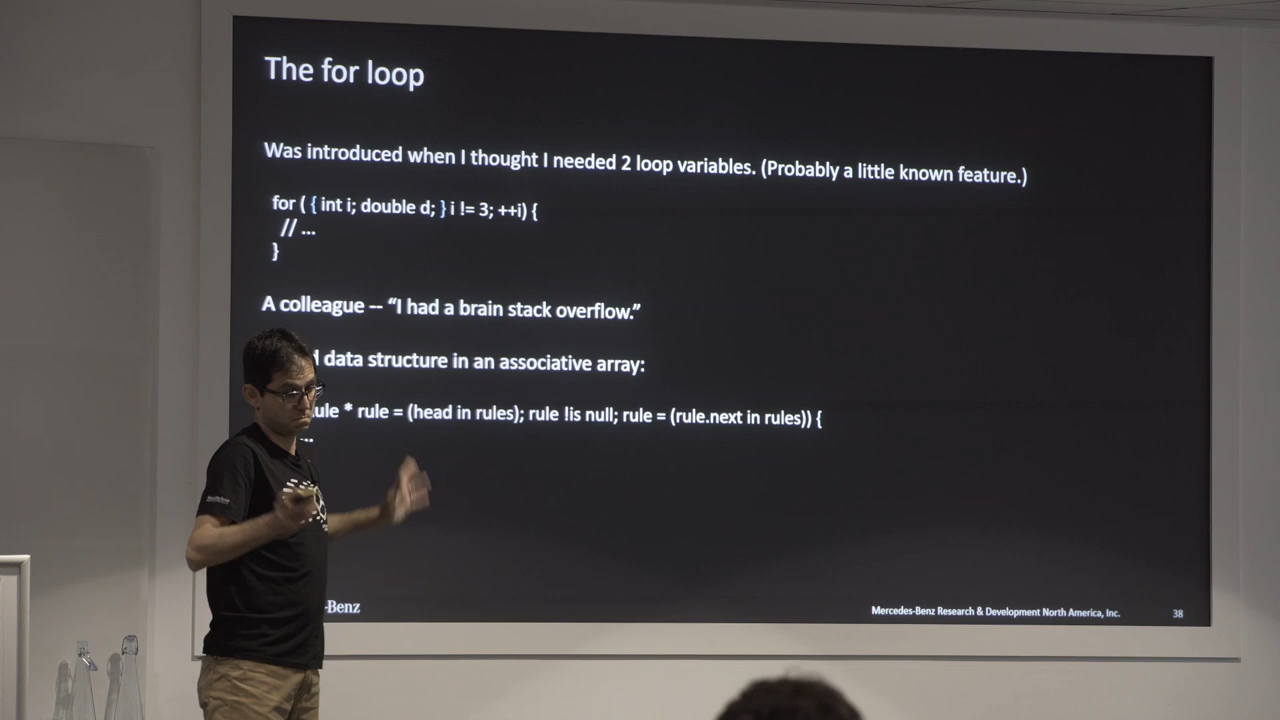 The for loop
Was introduced when I thought I needed 2 loop variables. (Probably a little known feature.)
for ( { int i; double d; } i != 3; ++i) {
// ...
}
A colleague -- “I had a brain stack overflow.”
data structure in an associative array:
* rule = (head in rules); rule !is null; rule = (rule.next in rules)) {
...
-Benz
Mercedes-Benz Research & Development North America, Inc.
38